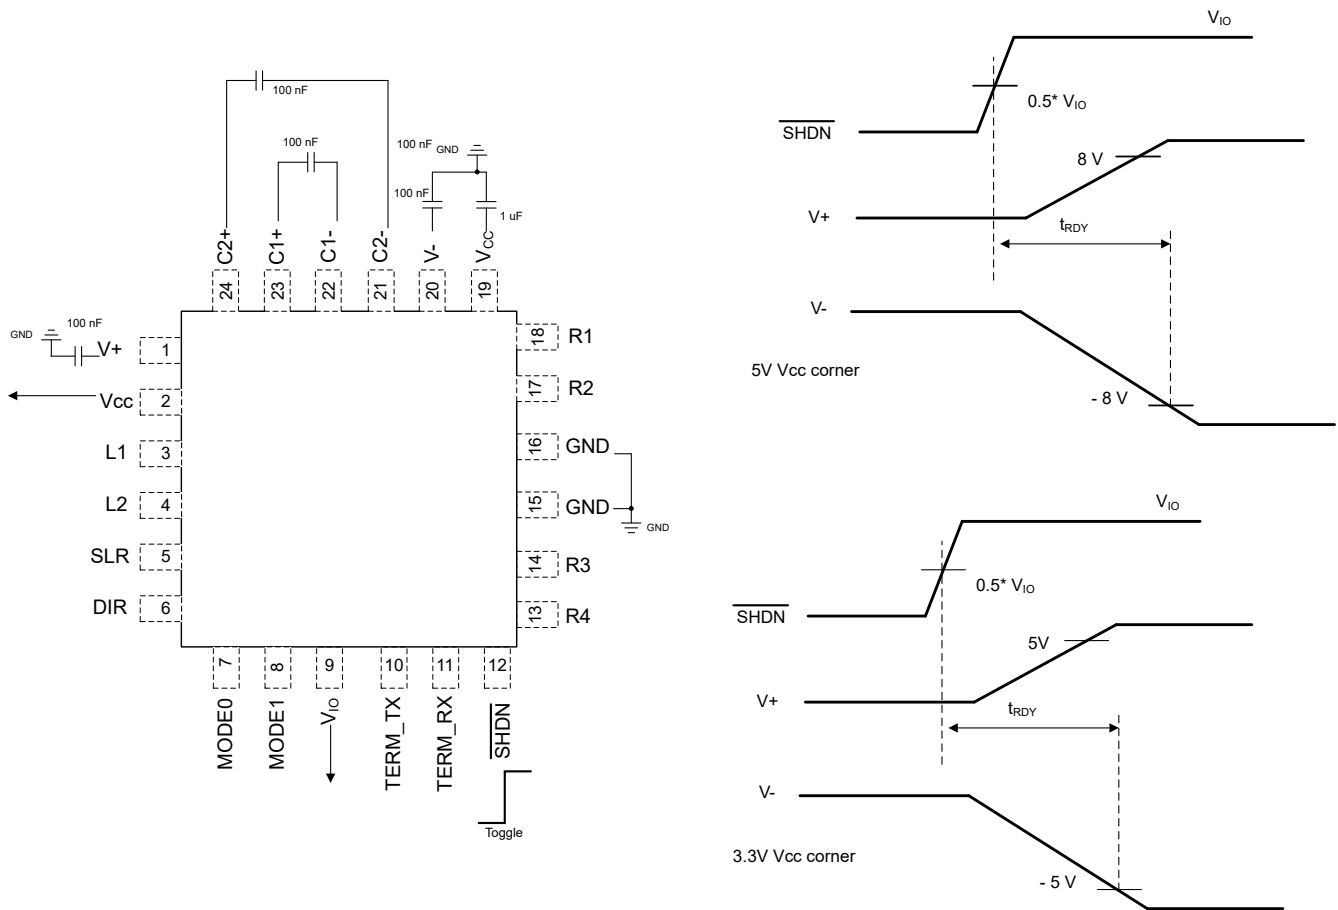 100 nF
100 nF
100 nF
GND
100 nF
1 uF
C2+
C1+
C1-
C2-
V-
VCC
24
23
22
21
20
19
GND
100 nF
V+
1
Vcc
2
L1
3
L2
4
SLR
5
DIR
6
18
R1
17
R2
16
GND
15
GND
GND
14
R3
13
R4
7
8
9
10
11
12
MODE0
MODE1
VIO
TERM_TX
TERM_RX
SHDN
Toggle
VIO
0.5* VIO
SHDN
8 V
V+
tRDY
V-
5V Vcc corner
- 8 V
VIO
0.5* VIO
SHDN
5V
V+
tRDY
V-
3.3V Vcc corner
- 5 V